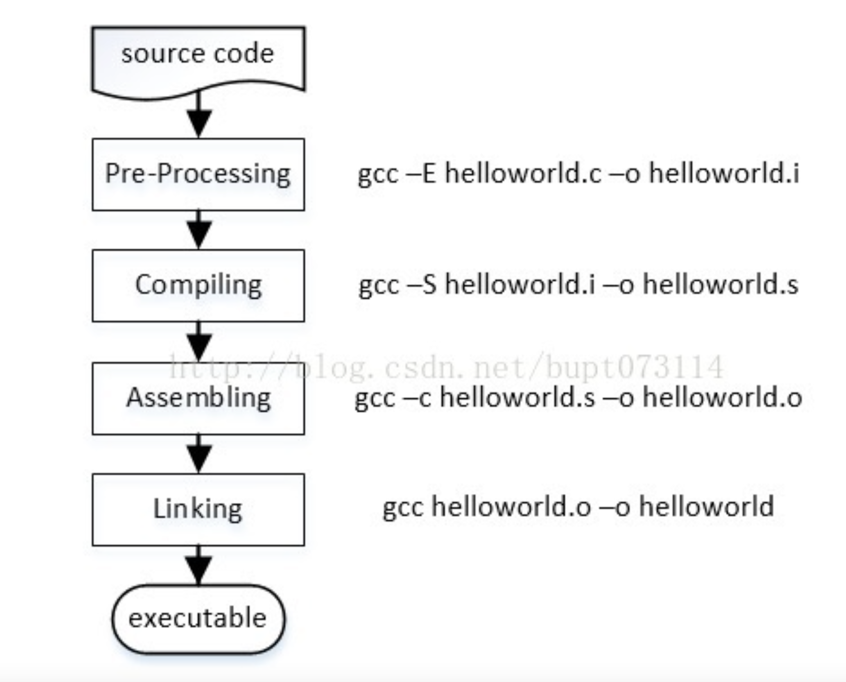 source code
Pre-Processing
gcc –E helloworld.c –o helloworld.i
Compiling
gcc –S helloworld.i –o helloworld.s
http://blog.csdn.net/bupt073114
Assembling
gcc –c helloworld.s –o helloworld.o
Linking
gcc helloworld.o –o helloworld
executable